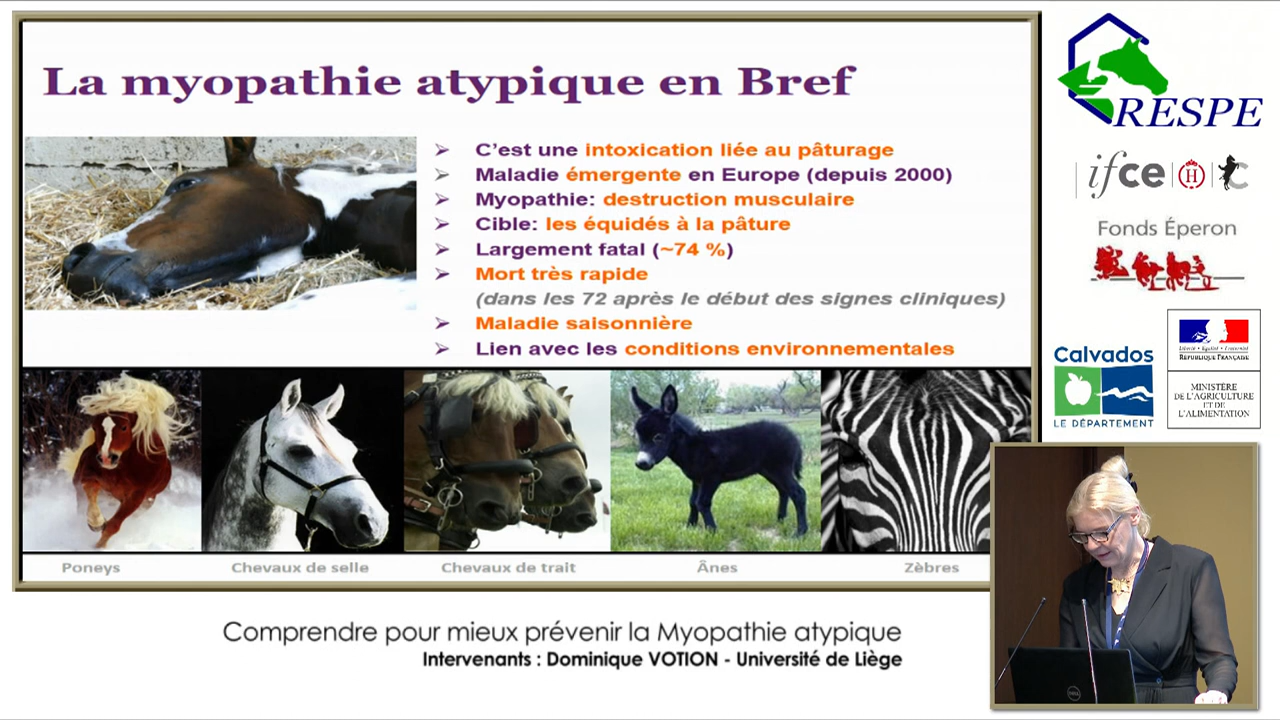 La myopathie atypique en Bref
➢ C'est une intoxication liée au pâturage
➢ Maladie émergente en Europe (depuis 2000)
➢ Myopathie: destruction musculaire
➢ Cible: les équidés à la pâture
➢ Largement fatal (~74 %)
➢ Mort très rapide
(dans les 72 après le début des signes cliniques)
➢ Maladie saisonnière
➢ Lien avec les conditions environnementales
Poneys
Chevaux de selle
Chevaux de trait
Ânes
Zèbres
RESPE
ifce
H
C
Fonds Éperon
Calvados
LE DÉPARTEMENT
Liberté • Égalité • Fraternité
RÉPUBLIQUE FRANÇAISE
MINISTÈRE
DE L'AGRICULTURE
ET DE
L'ALIMENTATION
DELL
Comprendre pour mieux prévenir la Myopathie atypique
Intervenants : Dominique VOTION - Université de Liège